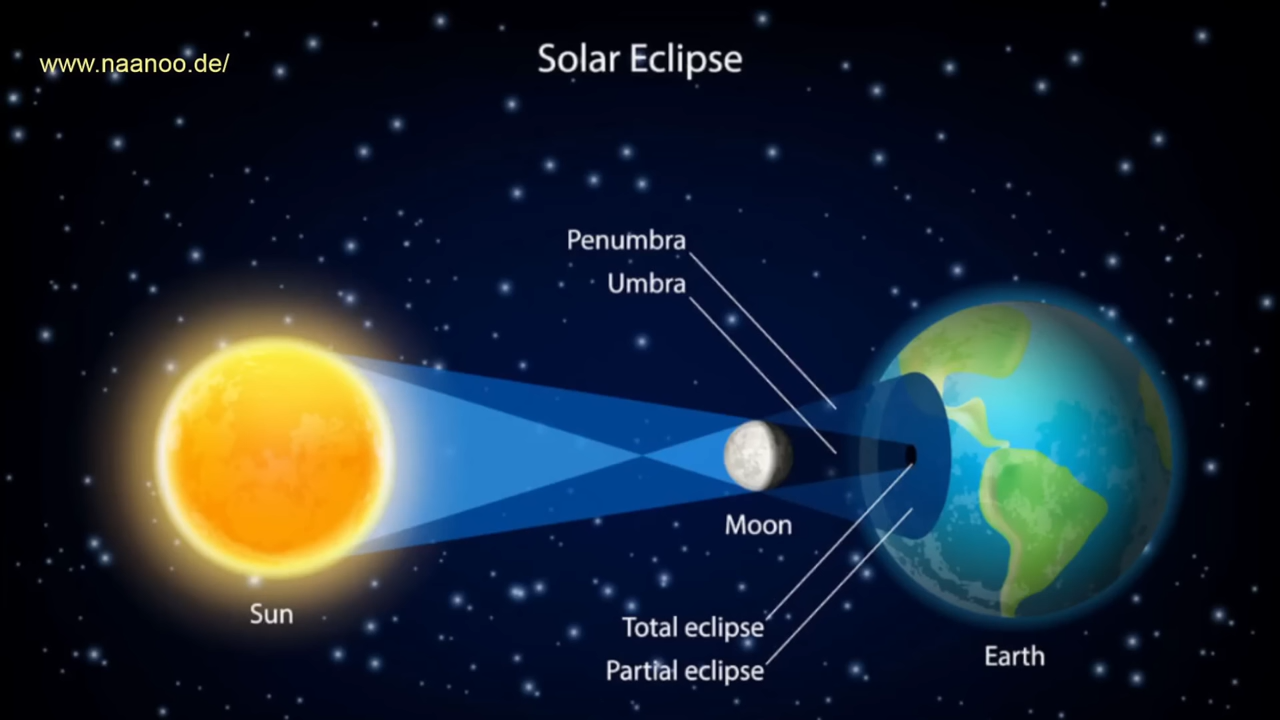 www.naanoo.de/
Solar Eclipse
Penumbra
Umbra
Moon
Sun
Total eclipse
Partial eclipse
Earth